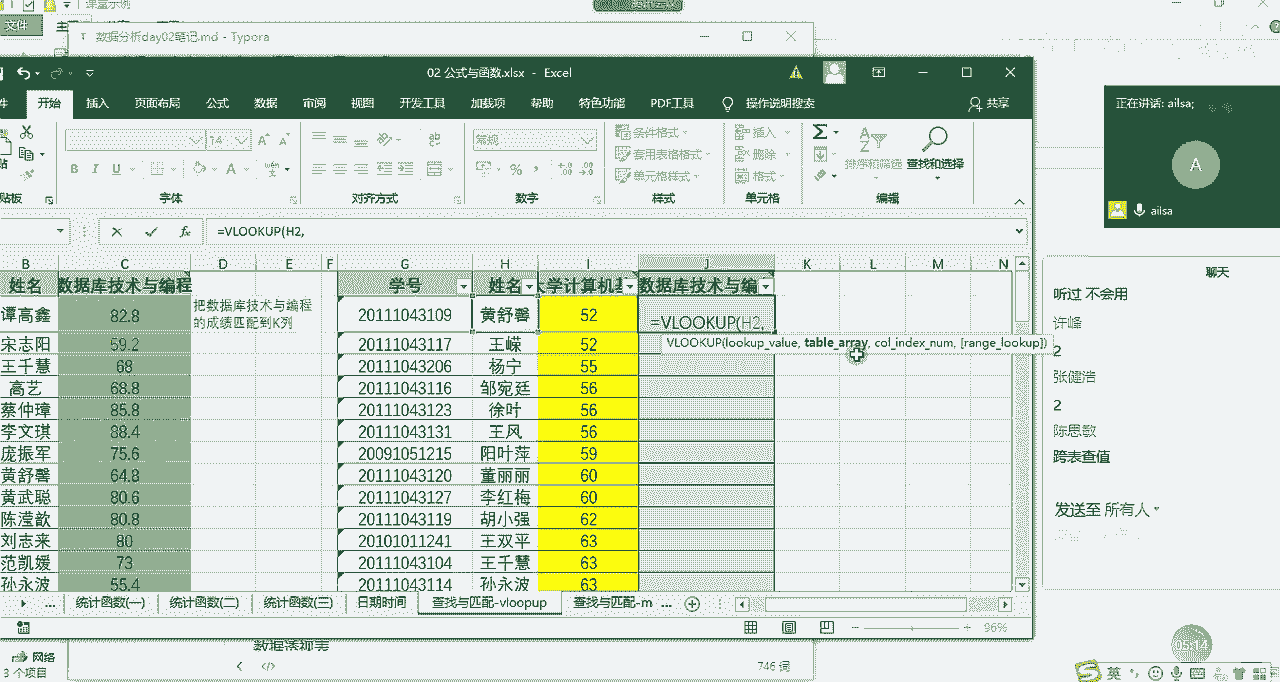 课堂示例
文件
数据分析day02笔记.md - Typora
02 公式与函数.xlsx - Excel
开始 插入 页面布局 公式 数据 审阅 视图 开发工具 加载项 帮助 特色功能 PDF工具 操作说明搜索 共享
14 A A 常规 条件格式 插入 Σ
套用表格格式 删除 排序和筛选 查找和选择
B I U A % 单元格样式 格式
贴板 字体 对齐方式 数字 样式 单元格 编辑
=VLOOKUP(H2,
B C D E F G H I J K L M N
姓名 数据库技术与编程 学号 姓名 数据库技术与编
谭高鑫 82.8 把数据库技术与编程 20111043109 黄舒馨 52 =VLOOKUP(H2,
的成绩匹配到K列
VLOOKUP(lookup_value, table_array, col_index_num, [range_lookup])
宋志阳 59.2 20111043117 王嵘 52
王千慧 68 20111043206 杨宁 55
高艺 68.8 20111043116 邹宛廷 56
蔡仲璋 85.8 20111043123 徐叶 56
李文琪 88.4 20111043131 王风 56
庞振军 75.6 20091051215 阳叶萍 59
黄舒馨 64.8 20111043120 董丽丽 60
黄武聪 80.6 20111043127 李红梅 60
陈滢歆 80.8 20111043119 胡小强 62
刘志来 80 20101011241 王双平 63
范凯媛 73 20111043104 王千慧 63
孙永波 55.4 20111043114 孙永波 63
... 统计函数(一) 统计函数(二) 统计函数(三) 日期时间 查找与匹配-vloopup 查找与匹配-m ...
96%
数据透视表
746 词
网络
3 个项目
正在讲话: ailsa;
A
ailsa
聊天
听过 不会用
许峰
2
张健洁
2
陈思敏
跨表查值
发送至 所有人
05:14
英